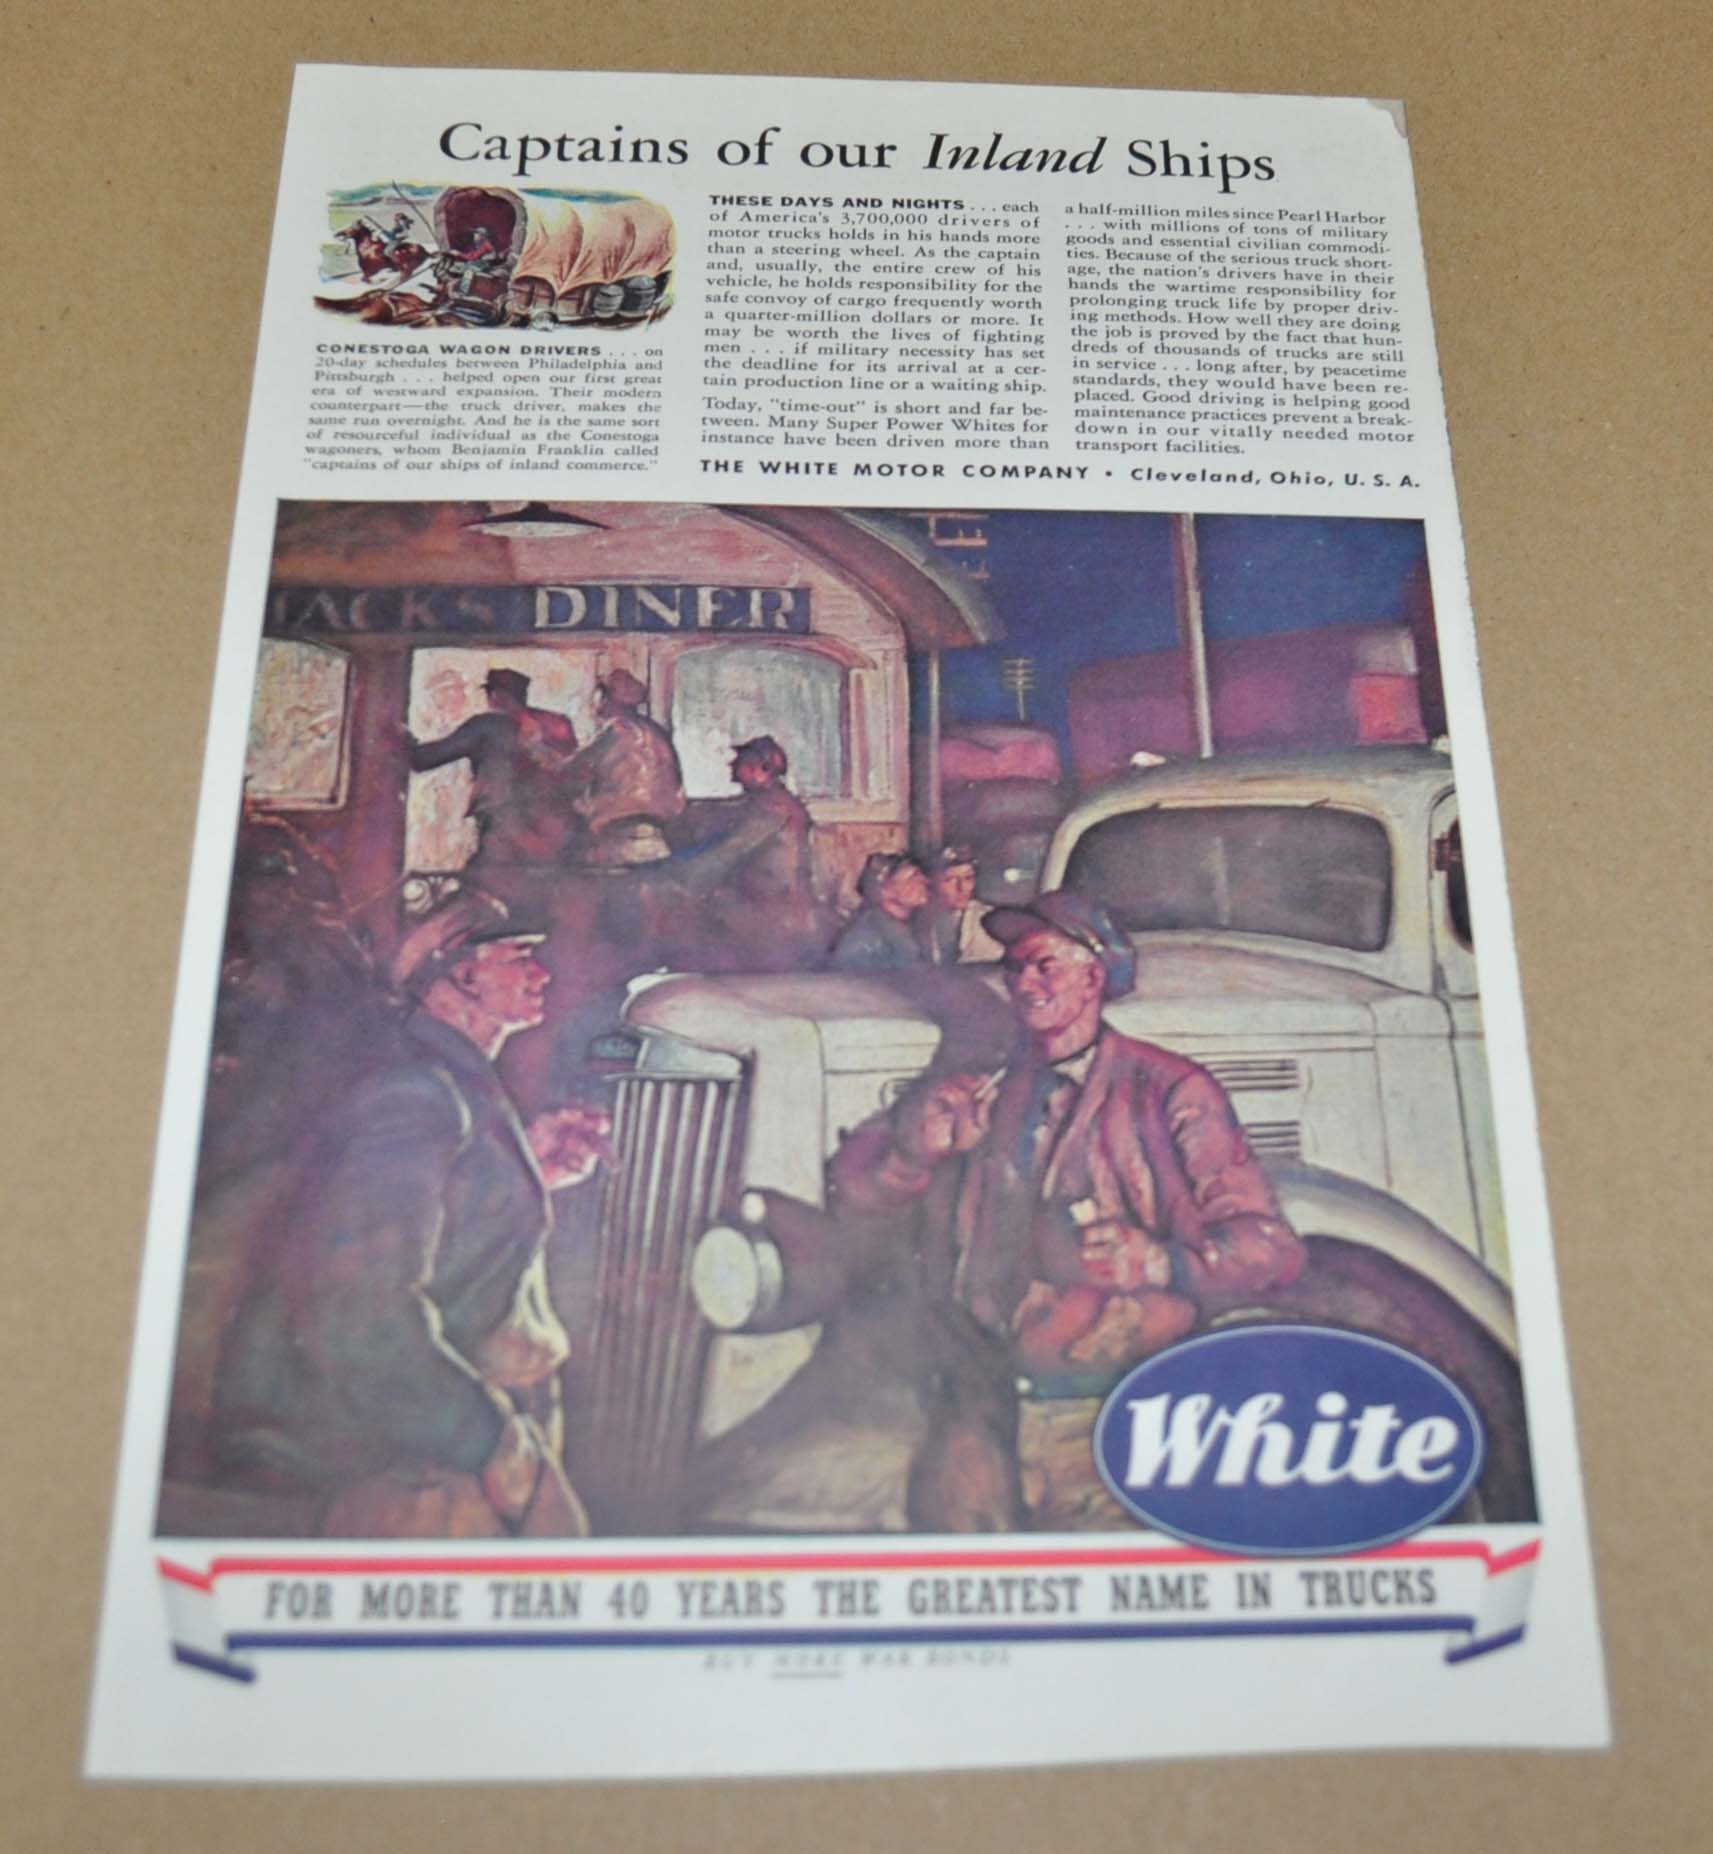 Captains of our Inland Ships
CONESTOGA WAGON DRIVERS . . . on
20-day schedules between Philadelphia and
Pittsburgh . . . helped open our first great
era of westward expansion. Their modern
counterpart—the truck driver, makes the
same run overnight. And he is the same sort
of resourceful individual as the Conestoga
wagoners, whom Benjamin Franklin called
"captains of our ships of inland commerce."
THESE DAYS AND NIGHTS . . . each
of America's 3,700,000 drivers of
motor trucks holds in his hands more
than a steering wheel. As the captain
and, usually, the entire crew of his
vehicle, he holds responsibility for the
safe convoy of cargo frequently worth
a quarter-million dollars or more. It
may be worth the lives of fighting
men . . . if military necessity has set
the deadline for its arrival at a cer-
tain production line or a waiting ship.
Today, "time-out" is short and far be-
tween. Many Super Power Whites for
instance have been driven more than
a half-million miles since Pearl Harbor
. . . with millions of tons of military
goods and essential civilian commodi-
ties. Because of the serious truck short-
age, the nation's drivers have in their
hands the wartime responsibility for
prolonging truck life by proper driv-
ing methods. How well they are doing
the job is proved by the fact that hun-
dreds of thousands of trucks are still
in service . . . long after, by peacetime
standards, they would have been re-
placed. Good driving is helping good
maintenance practices prevent a break-
down in our vitally needed motor
transport facilities.
THE WHITE MOTOR COMPANY • Cleveland, Ohio, U. S. A.
JACK'S DINER
White
FOR MORE THAN 40 YEARS THE GREATEST NAME IN TRUCKS
BUY MORE WAR BONDS